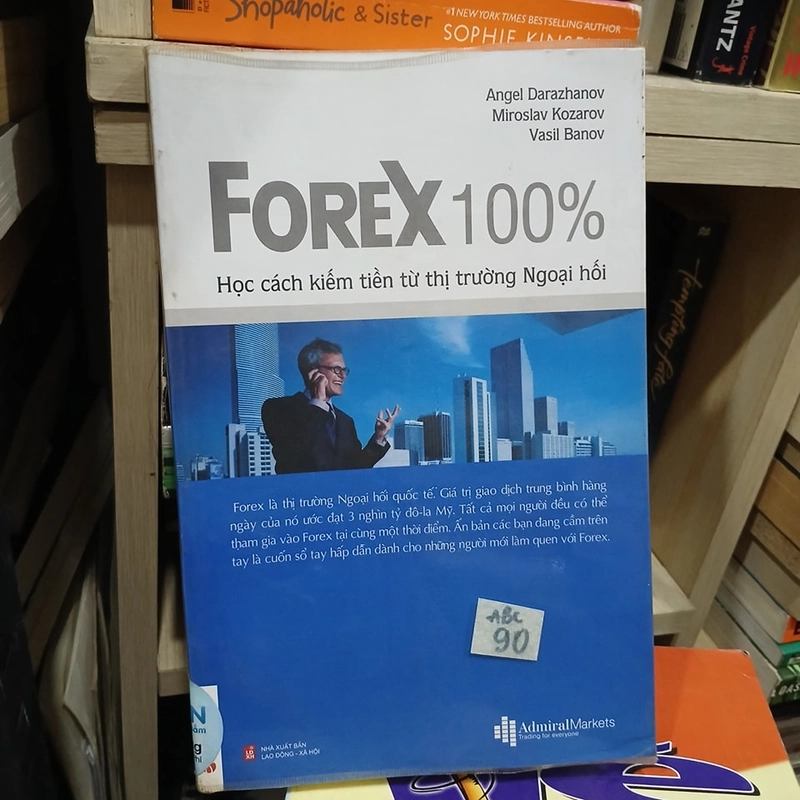 Shopaholic & Sister
#1 NEW YORK TIMES BESTSELLING AUTHOR
SOPHIE
ANTZ
Vintage Crime
Angel Darazhanov
Miroslav Kozarov
Vasil Banov
FOREX 100%
Học cách kiếm tiền từ thị trường Ngoại hối
Forex là thị trường Ngoại hối quốc tế. Giá trị giao dịch trung bình hàng
ngày của nó ước đạt 3 nghìn tỷ đô-la Mỹ. Tất cả mọi người đều có thể
tham gia vào Forex tại cùng một thời điểm. Ấn bản các bạn đang cầm trên
tay là cuốn sổ tay hấp dẫn dành cho những người mới làm quen với Forex.
ABC
90
NHÀ XUẤT BẢN
LAO ĐỘNG - XÃ HỘI
AdmiralMarkets
Trading for everyone